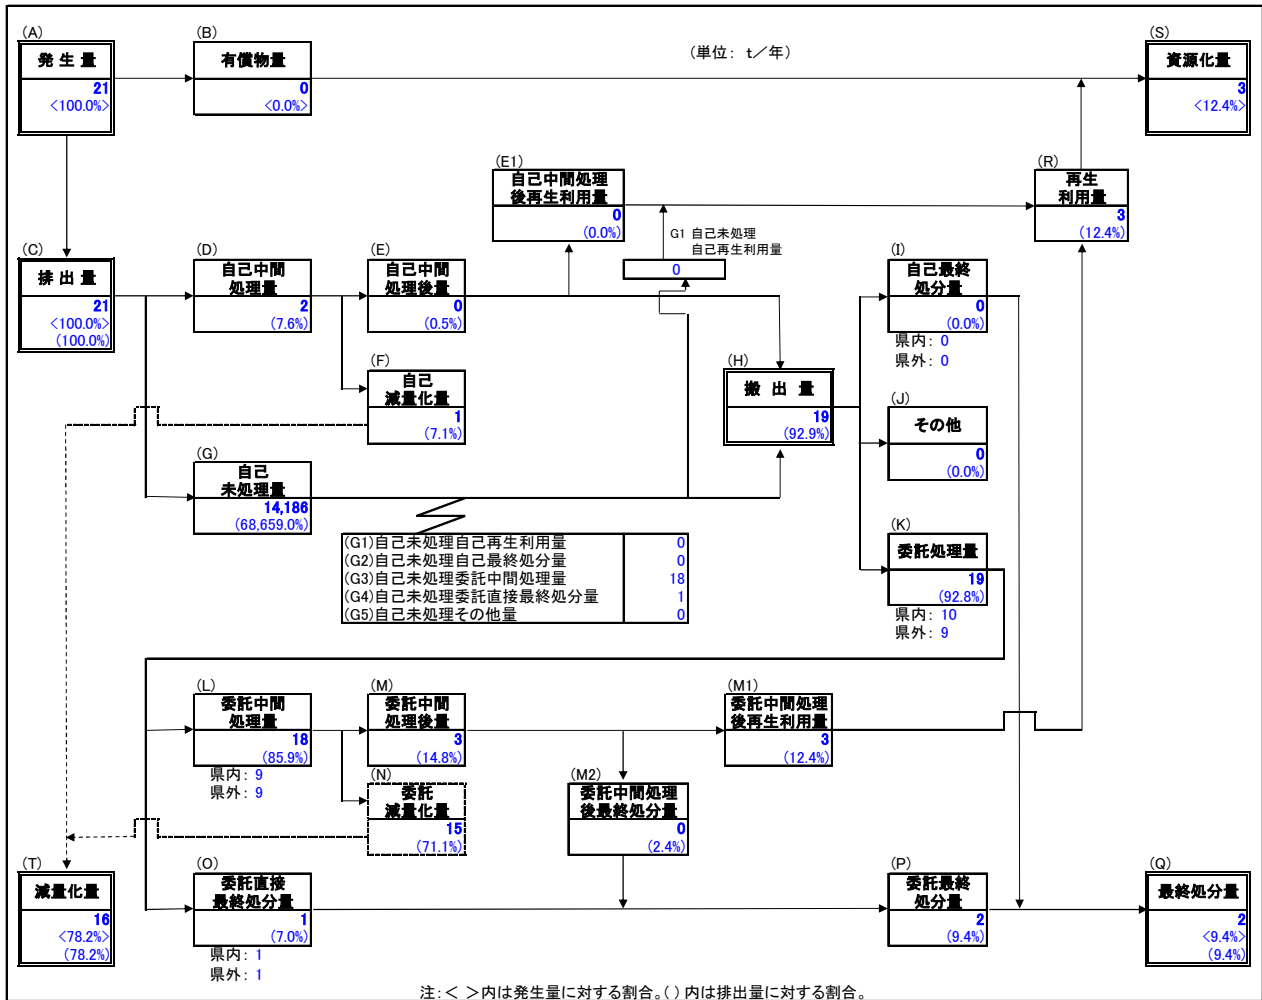 (A)
発 生 量
21
<100.0%>
(B)
有償物量
0
<0.0%>
(単位： t／年)
(S)
資源化量
3
<12.4%>
(E1)
自己中間処理
後再生利用量
0
(0.0%)
G1 自己未処理
自己再生利用量
0
(R)
再生
利用量
3
(12.4%)
(C)
排 出 量
21
<100.0%>
(100.0%)
(D)
自己中間
処理量
2
(7.6%)
(E)
自己中間
処理後量
0
(0.5%)
(F)
自己
減量化量
1
(7.1%)
(G)
自己
未処理量
14,186
(68,659.0%)
(G1)自己未処理自己再生利用量 0
(G2)自己未処理自己最終処分量 0
(G3)自己未処理委託中間処理量 18
(G4)自己未処理委託直接最終処分量 1
(G5)自己未処理その他量 0
(H)
搬 出 量
19
(92.9%)
(I)
自己最終
処分量
0
(0.0%)
県内： 0
県外： 0
(J)
その他
0
(0.0%)
(K)
委託処理量
19
(92.8%)
県内： 10
県外： 9
(L)
委託中間
処理量
18
(85.9%)
県内： 9
県外： 9
(M)
委託中間
処理後量
3
(14.8%)
(N)
委託
減量化量
15
(71.1%)
(M1)
委託中間処理
後再生利用量
3
(12.4%)
(M2)
委託中間処理
後最終処分量
0
(2.4%)
(T)
減量化量
16
<78.2%>
(78.2%)
(O)
委託直接
最終処分量
1
(7.0%)
県内： 1
県外： 1
(P)
委託最終
処分量
2
(9.4%)
(Q)
最終処分量
2
<9.4%>
(9.4%)
注：＜ ＞内は発生量に対する割合。( ) 内は排出量に対する割合。